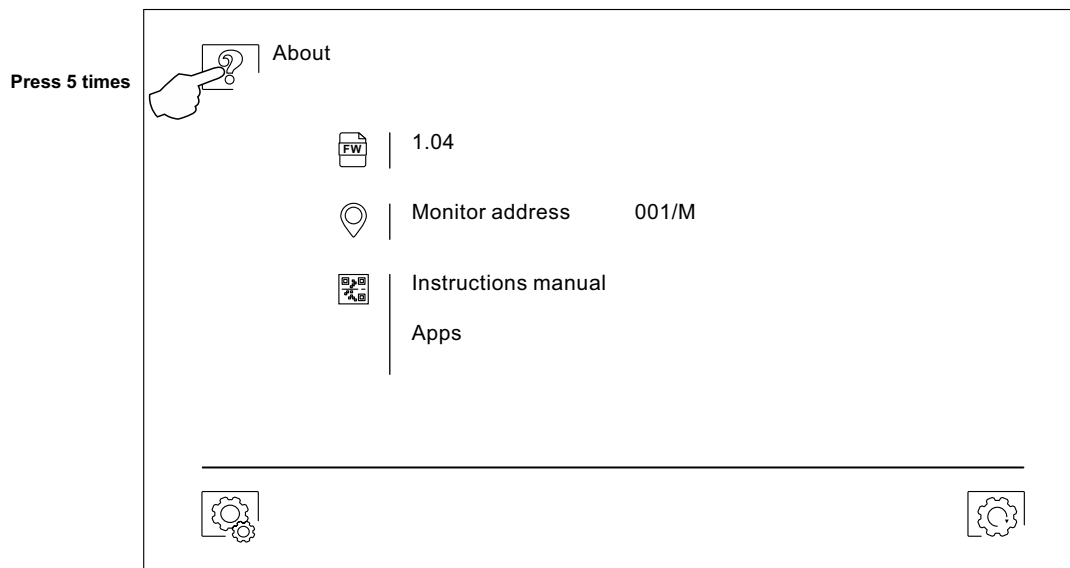 About
Press 5 times
FW
1.04
Monitor address 001/M
Instructions manual
Apps